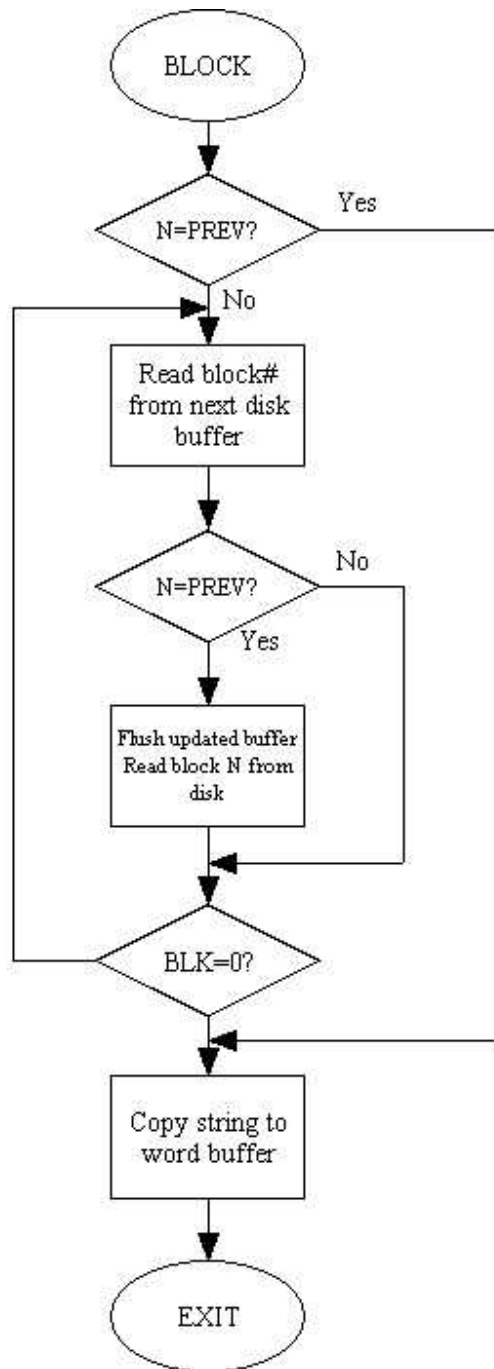 BLOCK
N=PREV?
Yes
No
Read block#
from next disk
buffer
N=PREV?
No
Yes
Flush updated buffer
Read block N from
disk
BLK=0?
Copy string to
word buffer
EXIT